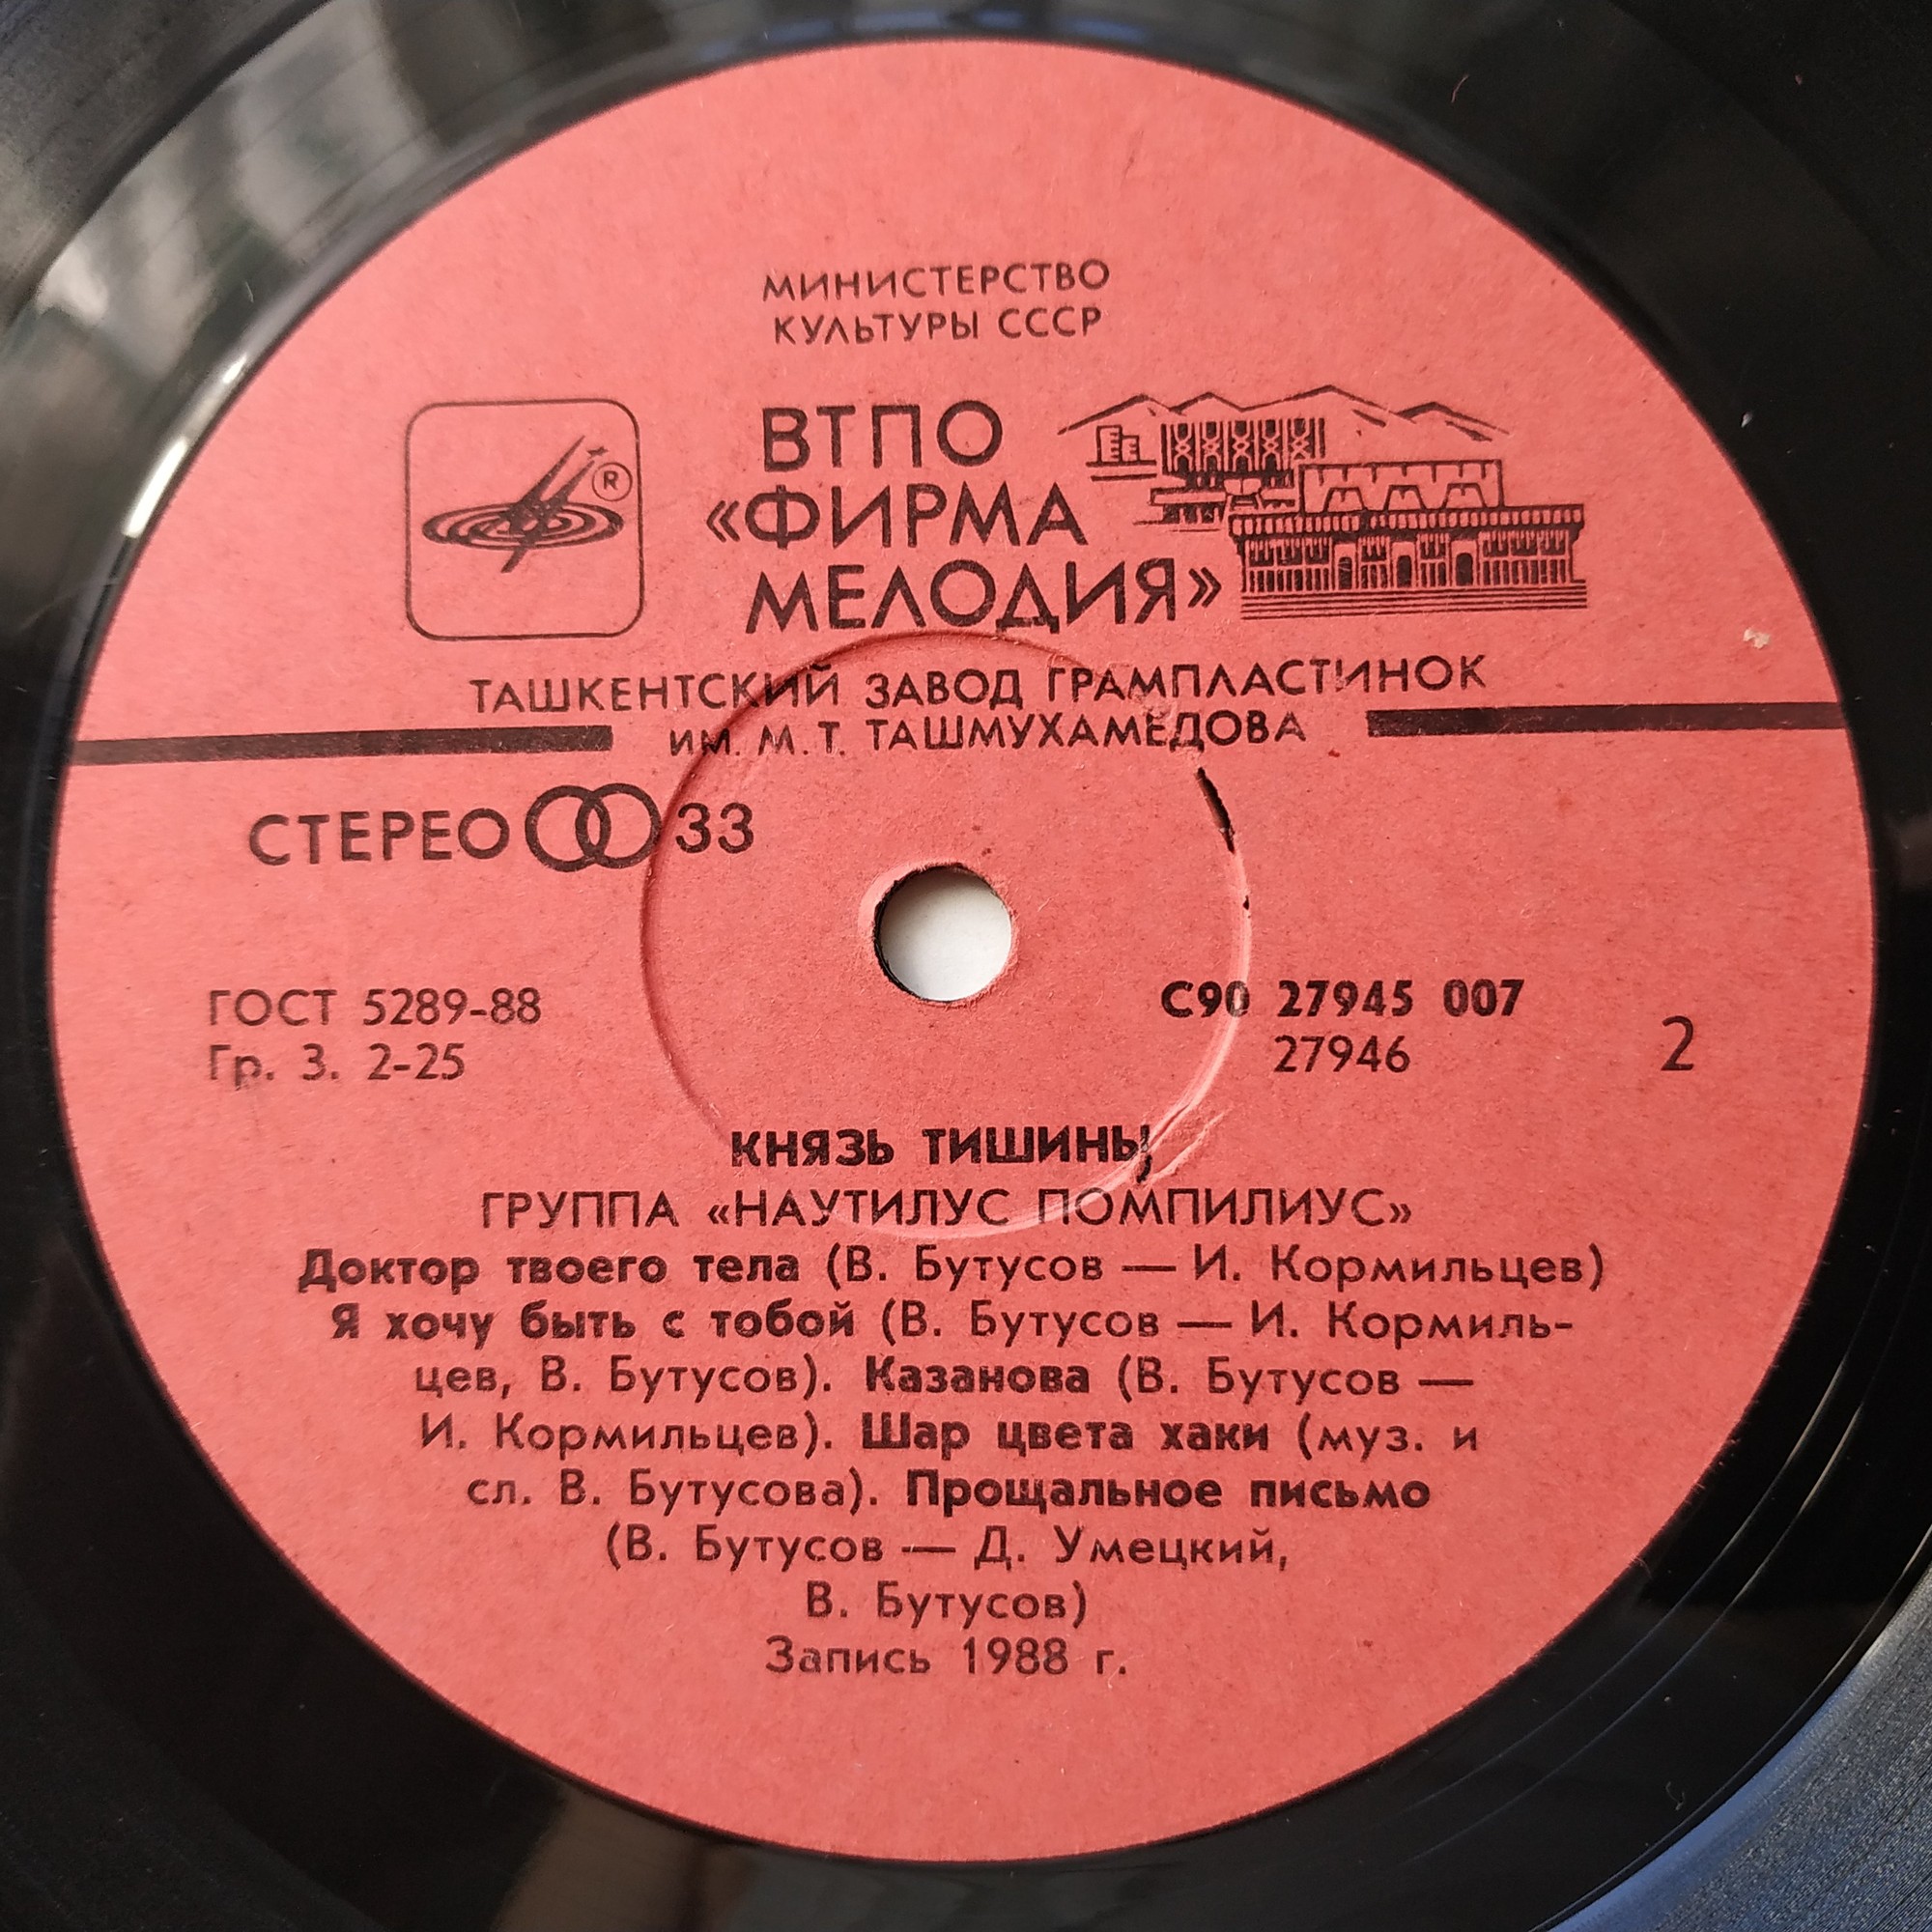 МИНИСТЕРСТВО
КУЛЬТУРЫ СССР
ВТПО
«ФИРМА
МЕЛОДИЯ»
®
ТАШКЕНТСКИЙ ЗАВОД ГРАМПЛАСТИНОК
ИМ. М.Т. ТАШМУХАМЕДОВА
СТЕРЕО 33
ГОСТ 5289-88
Гр. 3. 2-25
С90 27945 007
27946
2
КНЯЗЬ ТИШИНЫ
ГРУППА «НАУТИЛУС ПОМПИЛИУС»
Доктор твоего тела (В. Бутусов — И. Кормильцев)
Я хочу быть с тобой (В. Бутусов — И. Кормиль-
цев, В. Бутусов). Казанова (В. Бутусов —
И. Кормильцев). Шар цвета хаки (муз. и
сл. В. Бутусова). Прощальное письмо
(В. Бутусов — Д. Умецкий,
В. Бутусов)
Запись 1988 г.